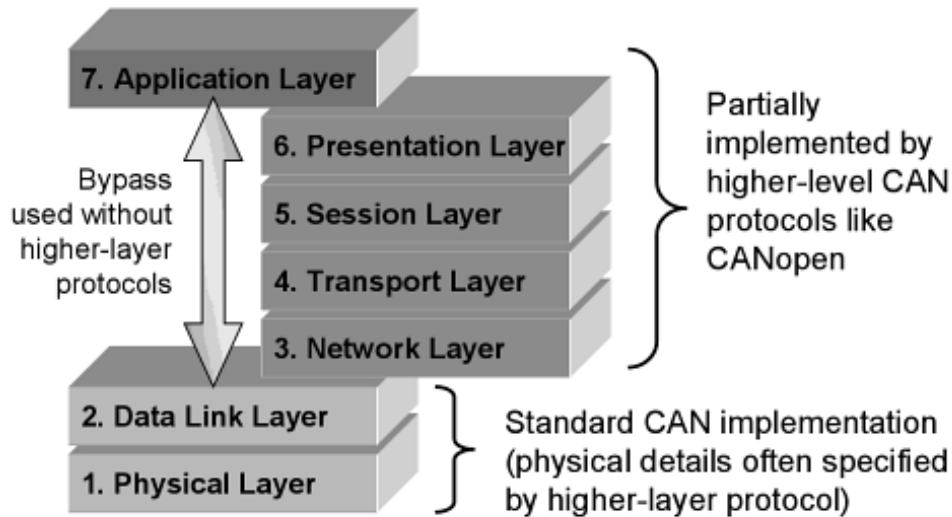 7. Application Layer
6. Presentation Layer
5. Session Layer
4. Transport Layer
3. Network Layer
2. Data Link Layer
1. Physical Layer
Bypass
used without
higher-layer
protocols
Partially
implemented by
higher-level CAN
protocols like
CANopen
Standard CAN implementation
(physical details often specified
by higher-layer protocol)